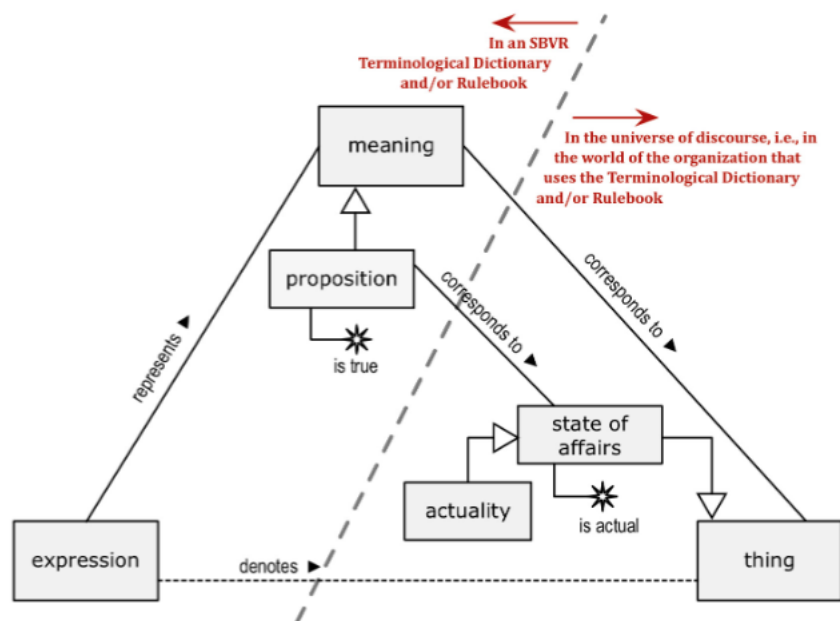 In an SBVR
Terminological Dictionary
and/or Rulebook
In the universe of discourse, i.e., in
the world of the organization that
uses the Terminological Dictionary
and/or Rulebook
meaning
proposition
is true
represents ▶
corresponds to ▶
corresponds to ▶
state of
affairs
is actual
actuality
expression
denotes ▶
thing